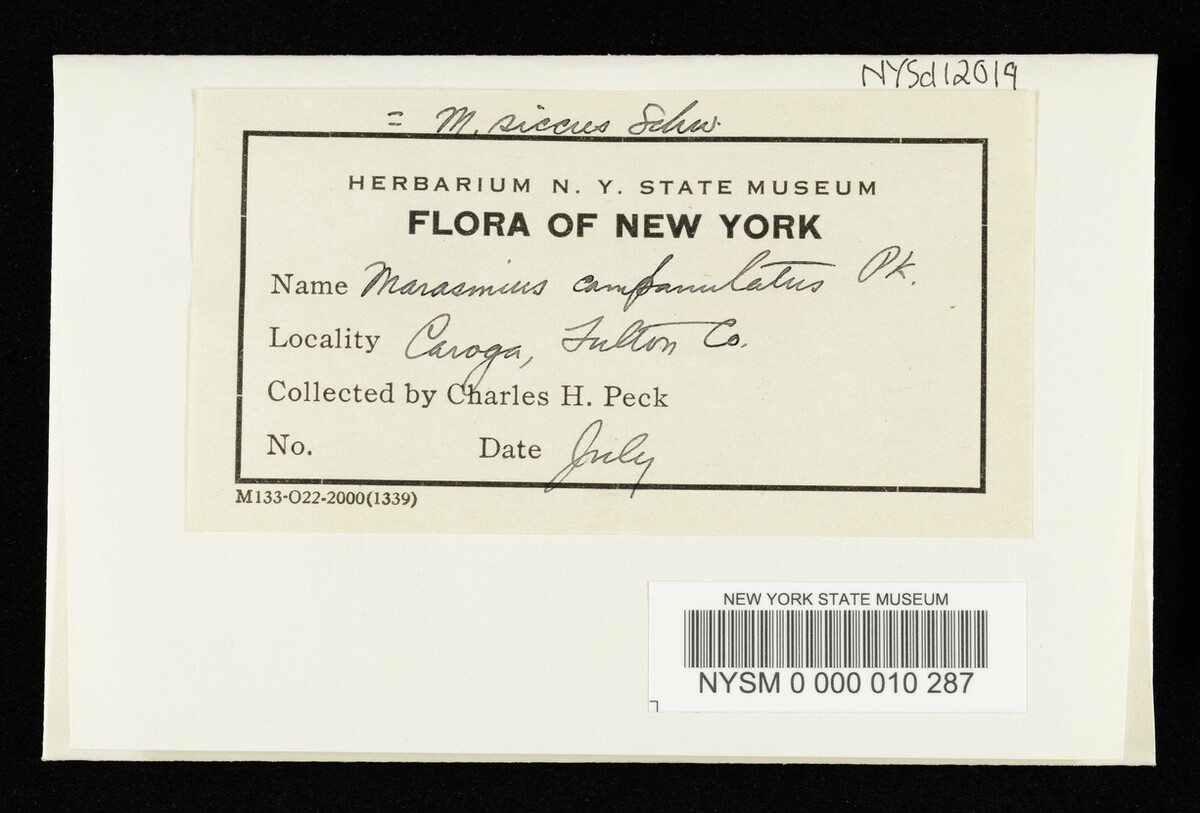 NYSd12019
= M. siccus Schw.
HERBARIUM N. Y. STATE MUSEUM
FLORA OF NEW YORK
Name Marasmius campanulatus Pk.
Locality Caroga, Fulton Co.
Collected by Charles H. Peck
No. Date July
M133-O22-2000(1339)
NEW YORK STATE MUSEUM
NYSM 0 000 010 287